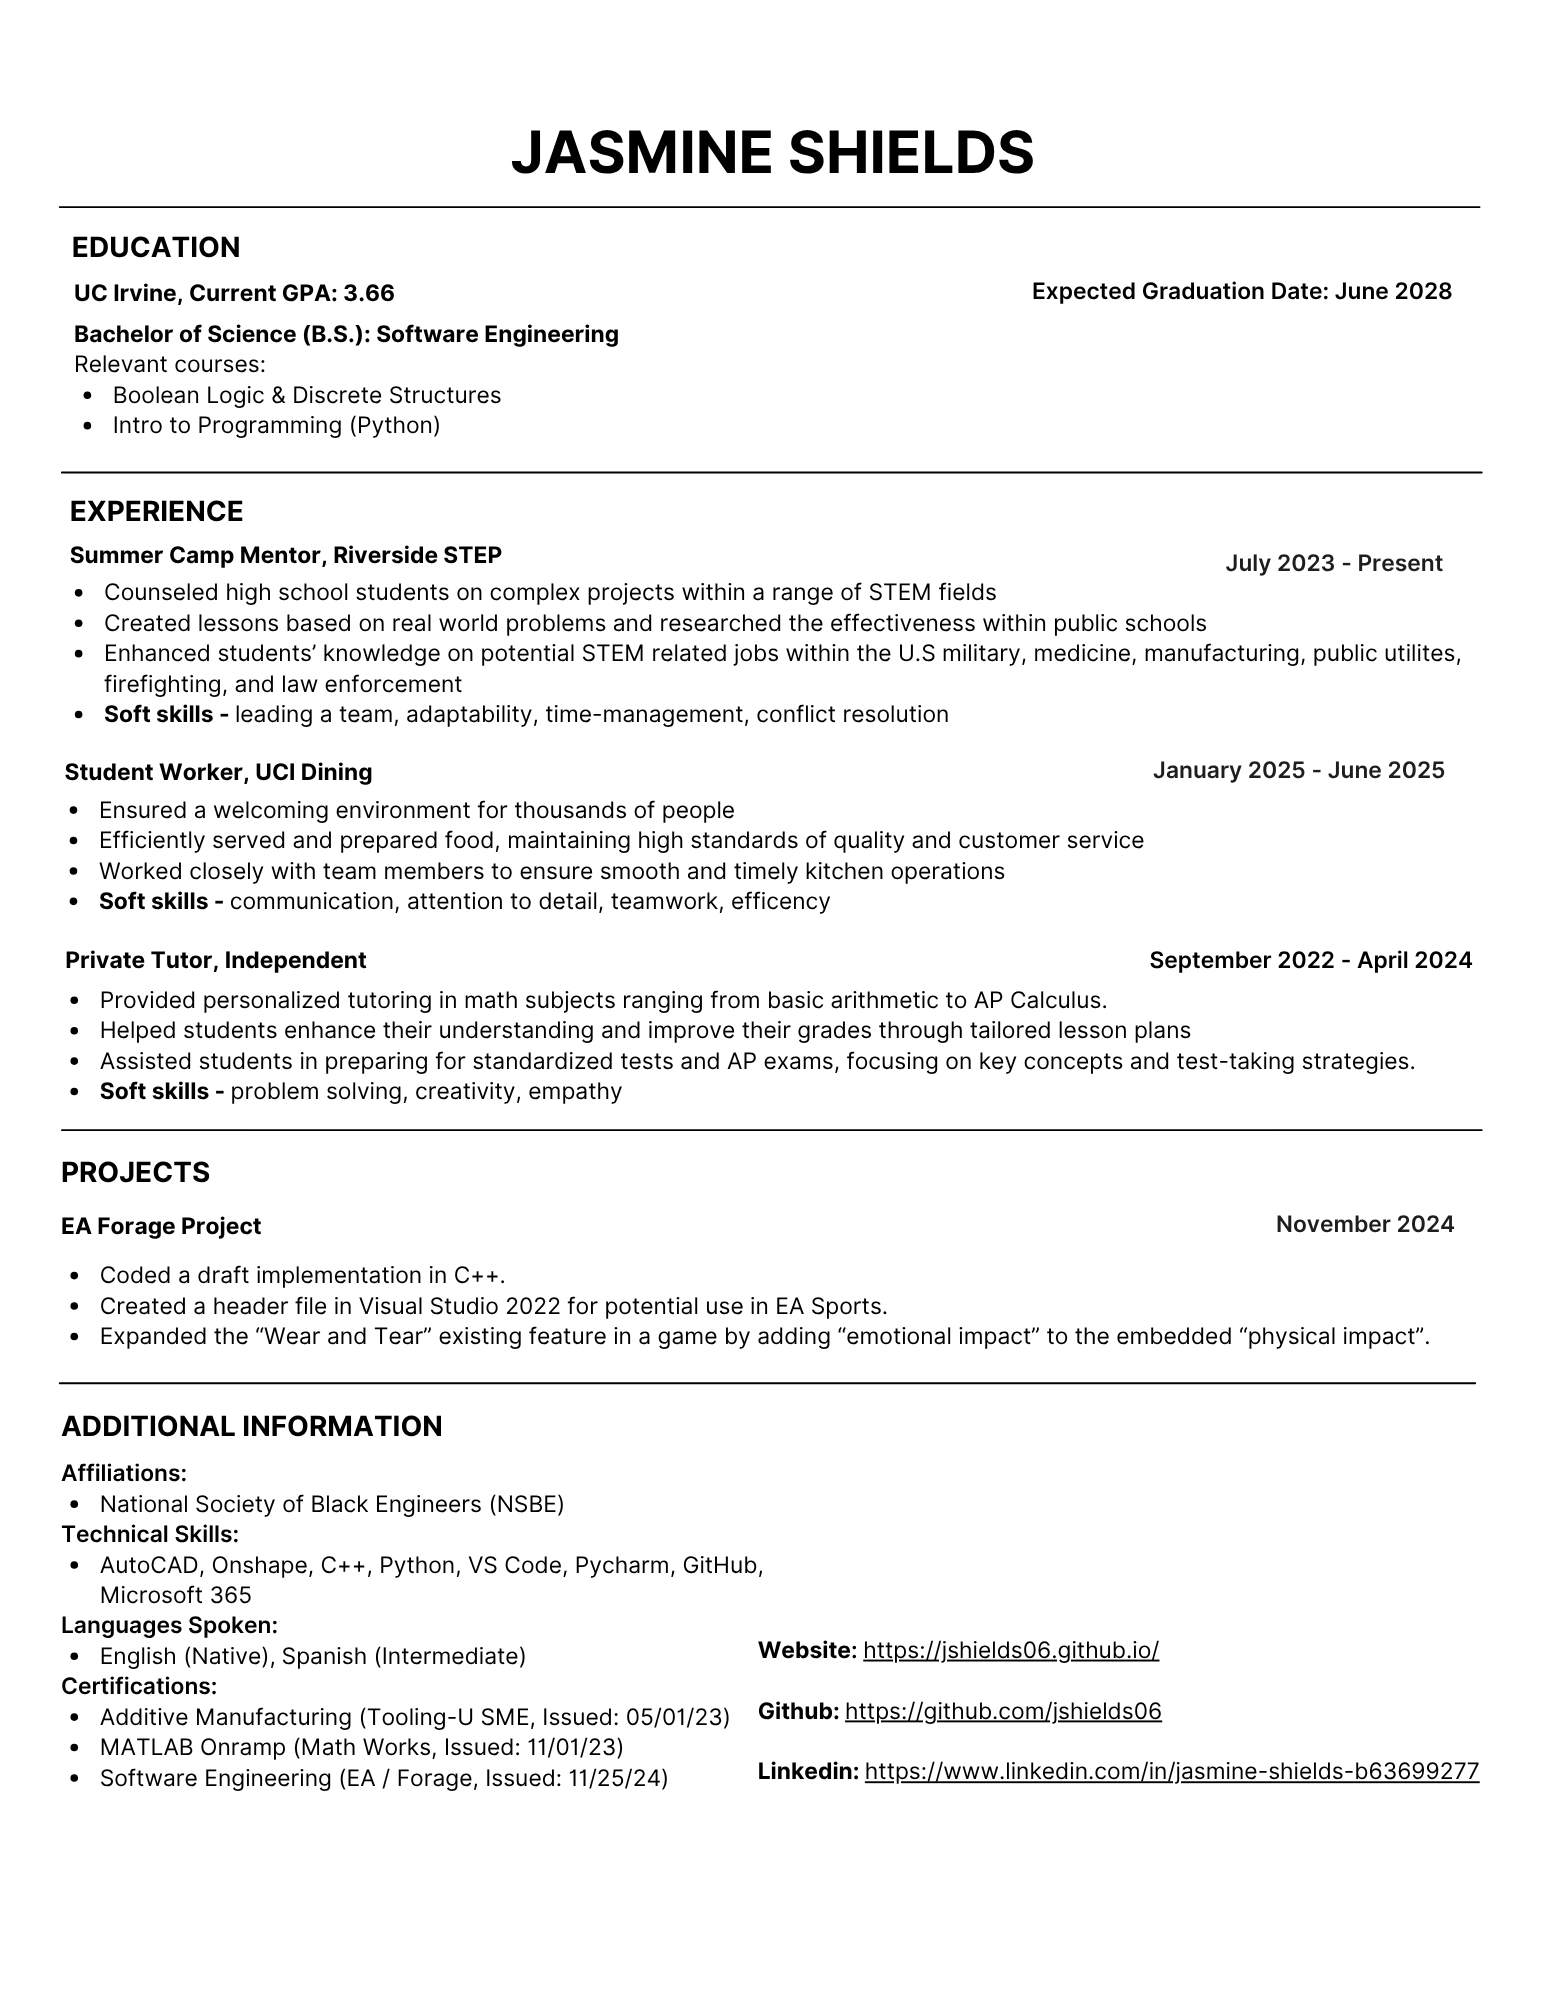 JASMINE SHIELDS
EDUCATION
UC Irvine, Current GPA: 3.66
Expected Graduation Date: June 2028
Bachelor of Science (B.S.): Software Engineering
Relevant courses:
• Boolean Logic & Discrete Structures
• Intro to Programming (Python)
EXPERIENCE
Summer Camp Mentor, Riverside STEP
July 2023 - Present
• Counseled high school students on complex projects within a range of STEM fields
• Created lessons based on real world problems and researched the effectiveness within public schools
• Enhanced students’ knowledge on potential STEM related jobs within the U.S military, medicine, manufacturing, public utilites,
firefighting, and law enforcement
• Soft skills - leading a team, adaptability, time-management, conflict resolution
Student Worker, UCI Dining
January 2025 - June 2025
• Ensured a welcoming environment for thousands of people
• Efficiently served and prepared food, maintaining high standards of quality and customer service
• Worked closely with team members to ensure smooth and timely kitchen operations
• Soft skills - communication, attention to detail, teamwork, efficency
Private Tutor, Independent
September 2022 - April 2024
• Provided personalized tutoring in math subjects ranging from basic arithmetic to AP Calculus.
• Helped students enhance their understanding and improve their grades through tailored lesson plans
• Assisted students in preparing for standardized tests and AP exams, focusing on key concepts and test-taking strategies.
• Soft skills - problem solving, creativity, empathy
PROJECTS
EA Forage Project
November 2024
• Coded a draft implementation in C++.
• Created a header file in Visual Studio 2022 for potential use in EA Sports.
• Expanded the “Wear and Tear” existing feature in a game by adding “emotional impact” to the embedded “physical impact”.
ADDITIONAL INFORMATION
Affiliations:
• National Society of Black Engineers (NSBE)
Technical Skills:
• AutoCAD, Onshape, C++, Python, VS Code, Pycharm, GitHub,
Microsoft 365
Languages Spoken:
• English (Native), Spanish (Intermediate)
Certifications:
• Additive Manufacturing (Tooling-U SME, Issued: 05/01/23)
• MATLAB Onramp (Math Works, Issued: 11/01/23)
• Software Engineering (EA / Forage, Issued: 11/25/24)
Website: https://jshields06.github.io/
Github: https://github.com/jshields06
Linkedin: https://www.linkedin.com/in/jasmine-shields-b63699277